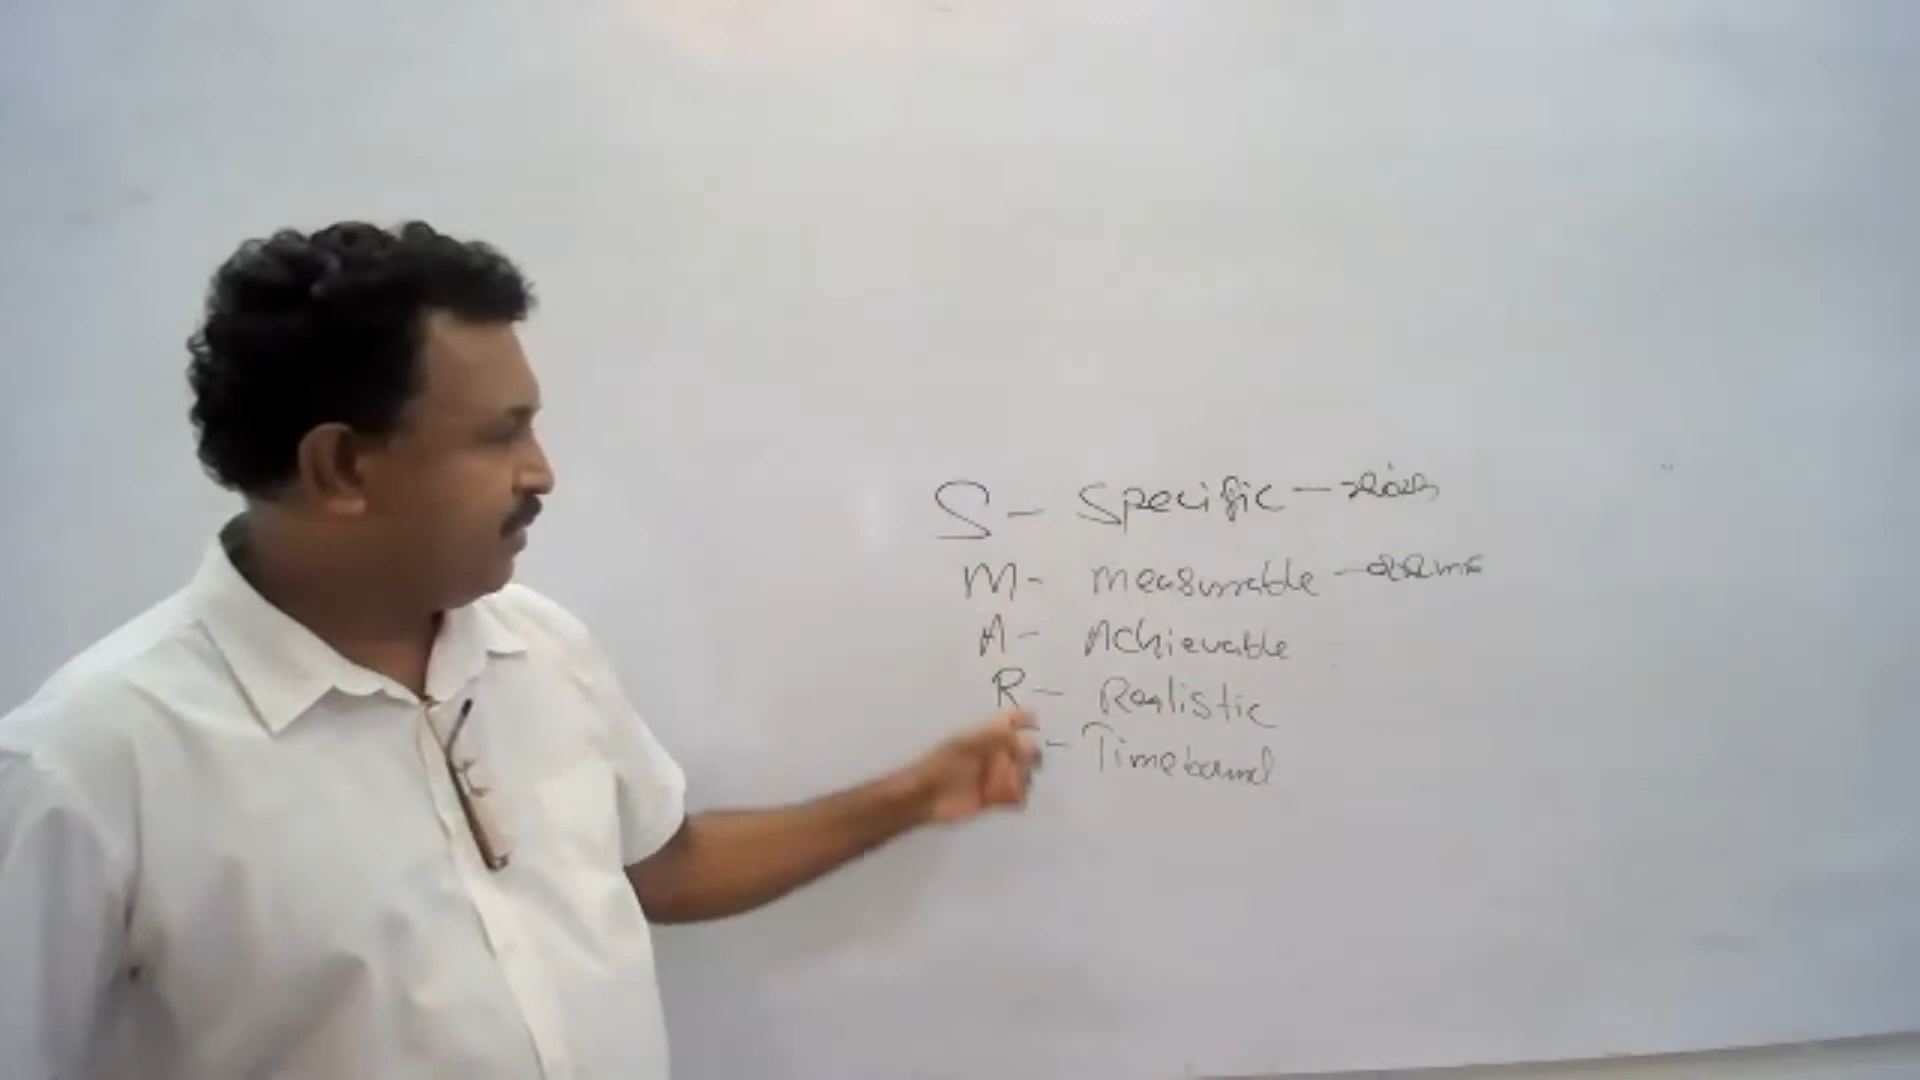 S - Specific -
M - Measurable -
A - Achievable
R - Realistic
- Timebound